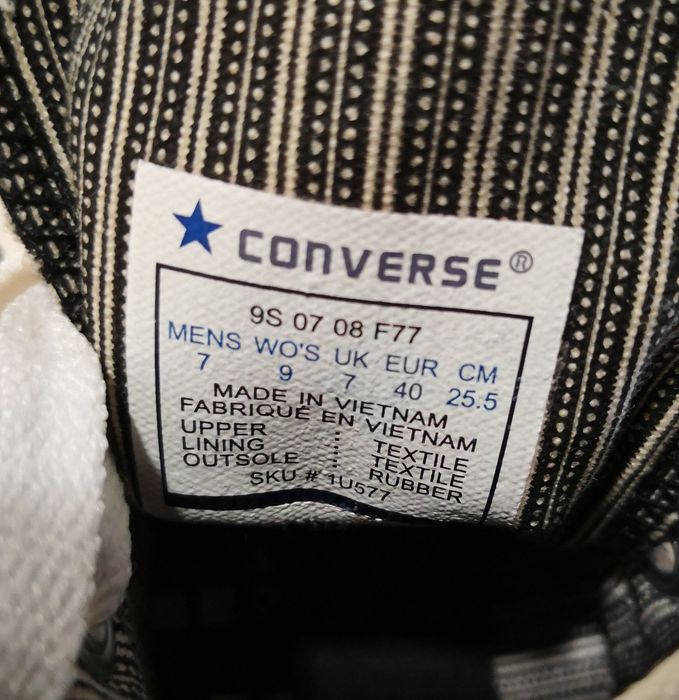 CONVERSE®
9S 07 08 F77
MENS WO'S UK EUR CM
7 9 7 40 25.5
MADE IN VIETNAM
FABRIQUÉ EN VIETNAM
UPPER : TEXTILE
LINING : TEXTILE
OUTSOLE : RUBBER
SKU # 1U577